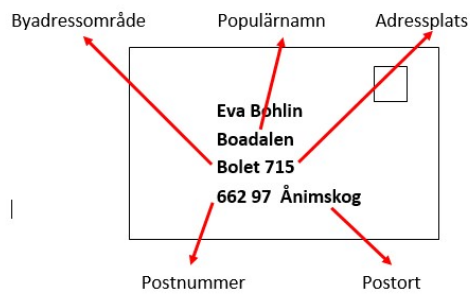 Byadressområde Populärnamn Adressplats
Eva Bohlin
Boadalen
Bolet 715
662 97 Ånimskog
Postnummer Postort